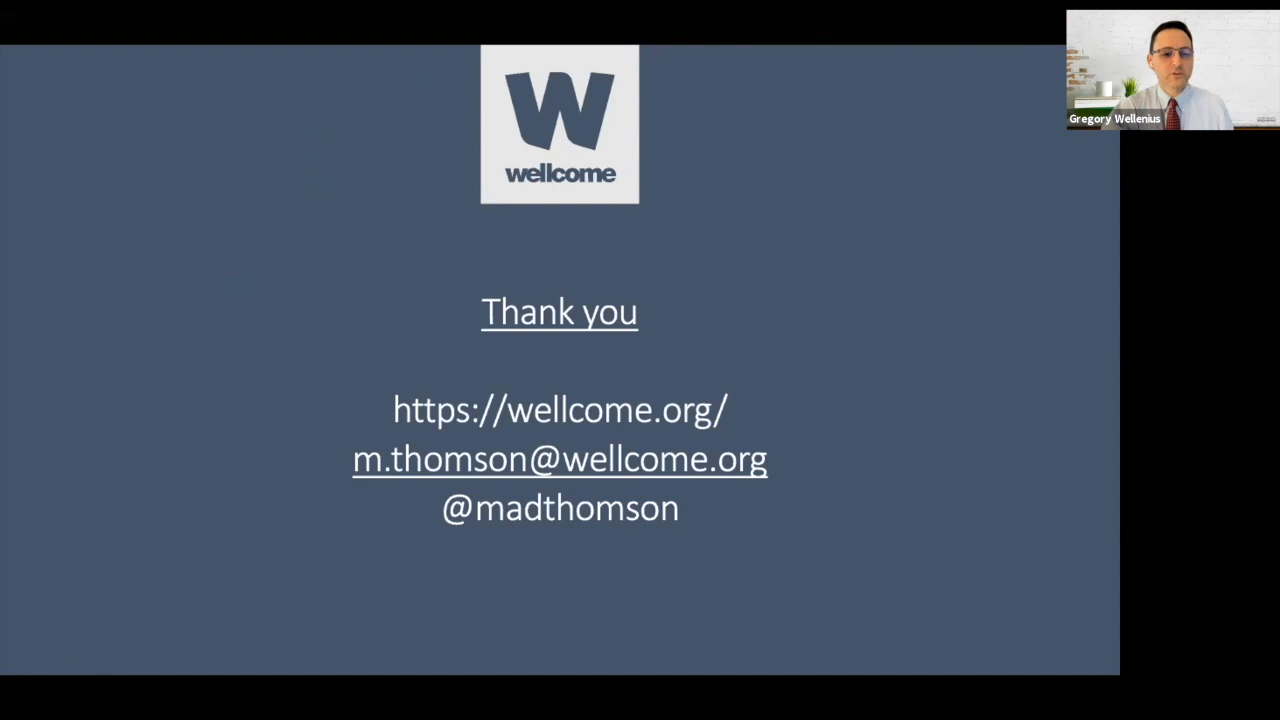 W
wellcome
Gregory Wellenius
Thank you
https://wellcome.org/
m.thomson@wellcome.org
@madthomson